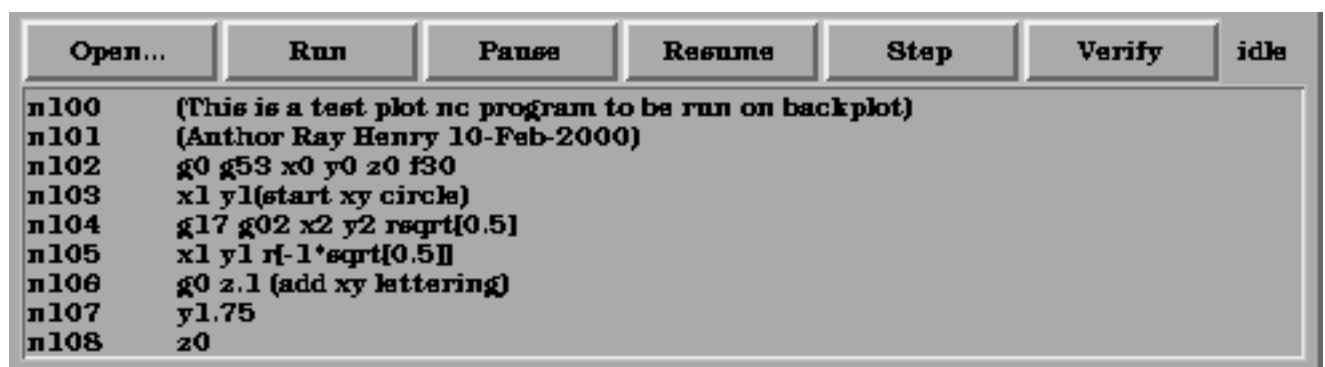 Open... Run Pause Resume Step Verify idle
n100 (This is a test plot nc program to be run on backplot)
n101 (Author Ray Henry 10-Feb-2000)
n102 g0 g53 x0 y0 z0 f30
n103 x1 y1(start xy circle)
n104 g17 g02 x2 y2 rsqrt[0.5]
n105 x1 y1 r[-1*sqrt[0.5]]
n106 g0 z.1 (add xy lettering)
n107 y1.75
n108 z0